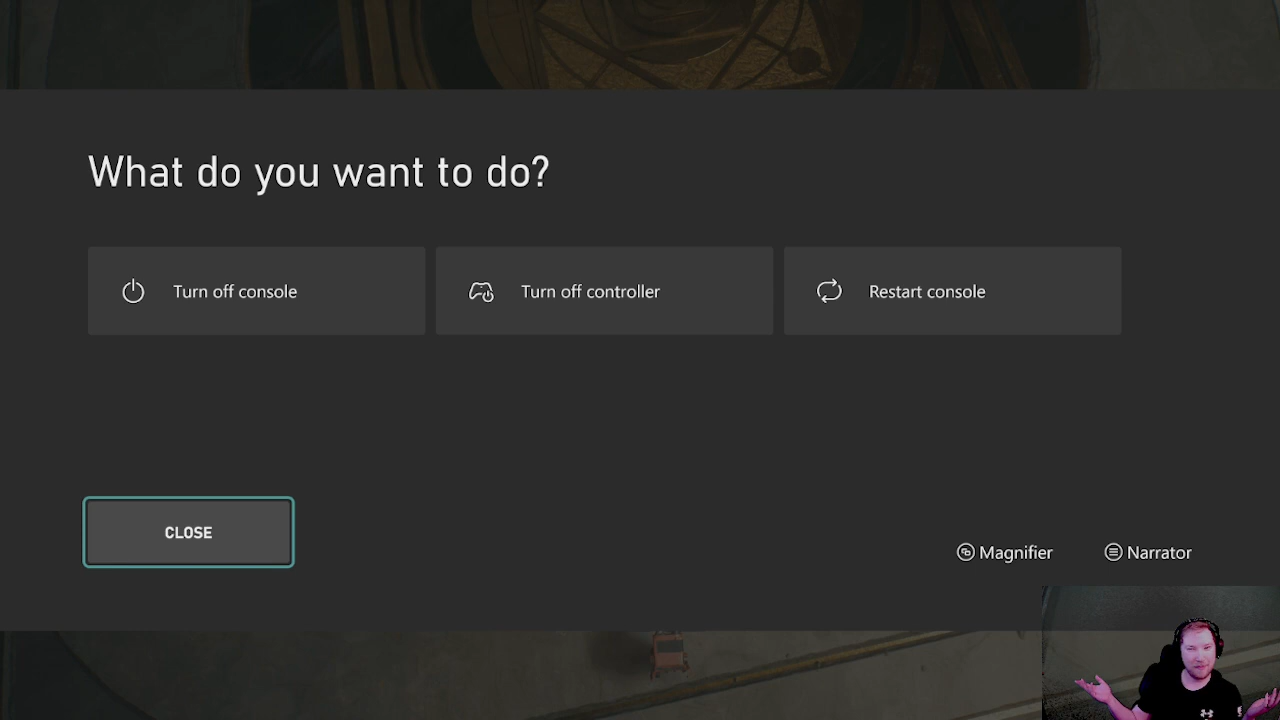 What do you want to do?
Turn off console
Turn off controller
Restart console
CLOSE
Magnifier
Narrator